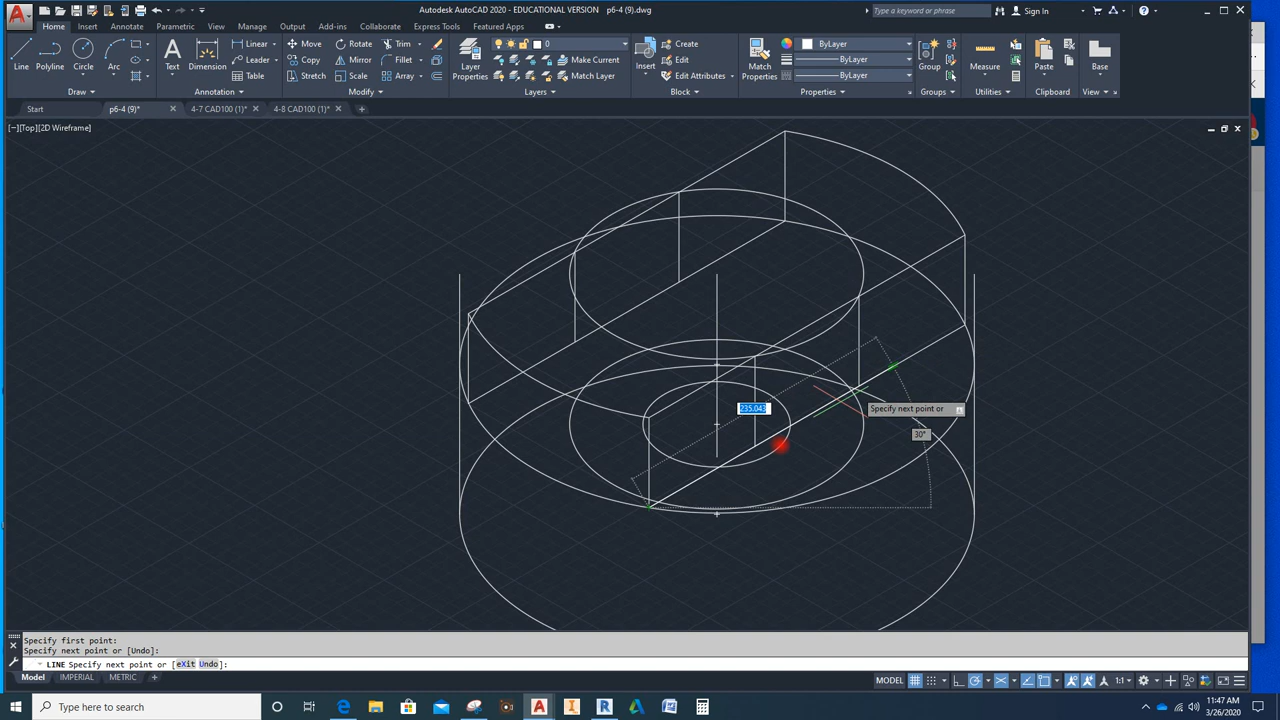 Autodesk AutoCAD 2020 - EDUCATIONAL VERSION p6-4 (9).dwg
Type a keyword or phrase
Sign In
Home Insert Annotate Parametric View Manage Output Add-ins Collaborate Express Tools Featured Apps
Line Polyline Circle Arc
Draw
Move Rotate Trim
Copy Mirror Fillet
Stretch Scale Array
Modify
Text Dimension
Linear
Leader
Table
Annotation
Layer Properties
0
Make Current
Match Layer
Layers
Insert
Create
Edit
Edit Attributes
Block
Match Properties
ByLayer
ByLayer
ByLayer
Properties
Group
Groups
Measure
Utilities
Paste
Clipboard
Base
View
Start p6-4 (9)* 4-7 CAD100 (1)* 4-8 CAD100 (1)*
[−][Top][2D Wireframe]
235.043
Specify next point or
30°
Specify first point:
Specify next point or [Undo]:
LINE Specify next point or [eXit Undo]:
Model IMPERIAL METRIC
MODEL
1:1
Type here to search
11:47 AM
3/26/2020